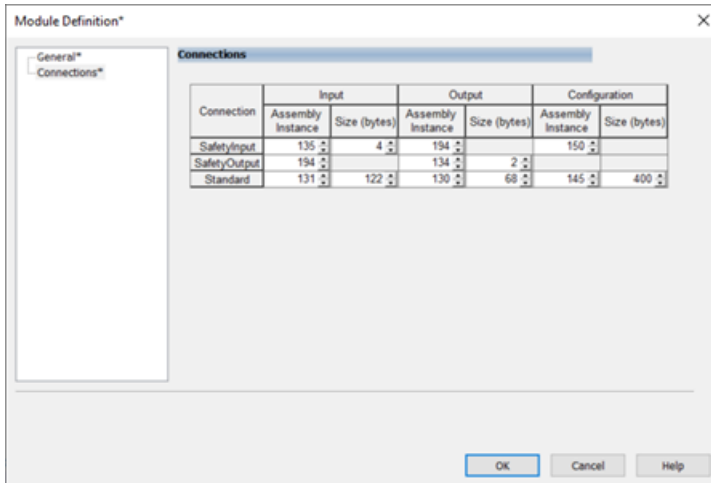 Module Definition*
General*
Connections*
Connections
Connection Input Output Configuration
Assembly Instance Size (bytes) Assembly Instance Size (bytes) Assembly Instance Size (bytes)
SafetyInput 135 4 194 150
SafetyOutput 194 134 2
Standard 131 122 130 68 145 400
OK Cancel Help